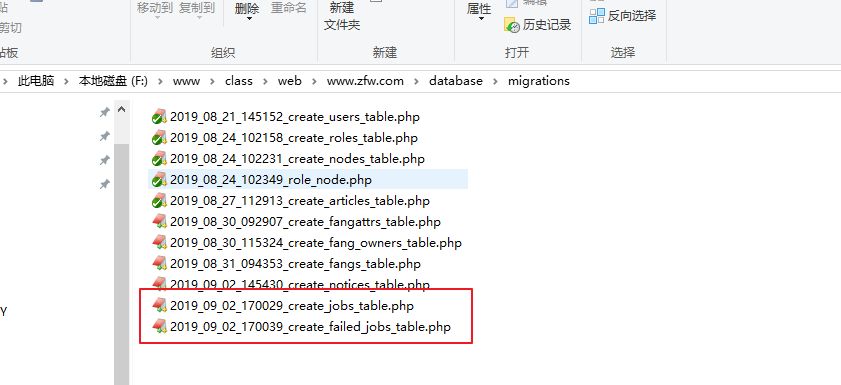 贴
剪切
移动到 复制到
删除 重命名
新建
文件夹
属性
编辑
历史记录
反向选择
贴板
组织
新建
打开
选择
此电脑 本地磁盘 (F:) www class web www.zfw.com database migrations
2019_08_21_145152_create_users_table.php
2019_08_24_102158_create_roles_table.php
2019_08_24_102231_create_nodes_table.php
2019_08_24_102349_role_node.php
2019_08_27_112913_create_articles_table.php
2019_08_30_092907_create_fangattrs_table.php
2019_08_30_115324_create_fang_owners_table.php
2019_08_31_094353_create_fangs_table.php
2019_09_02_145430_create_notices_table.php
2019_09_02_170029_create_jobs_table.php
y
2019_09_02_170039_create_failed_jobs_table.php